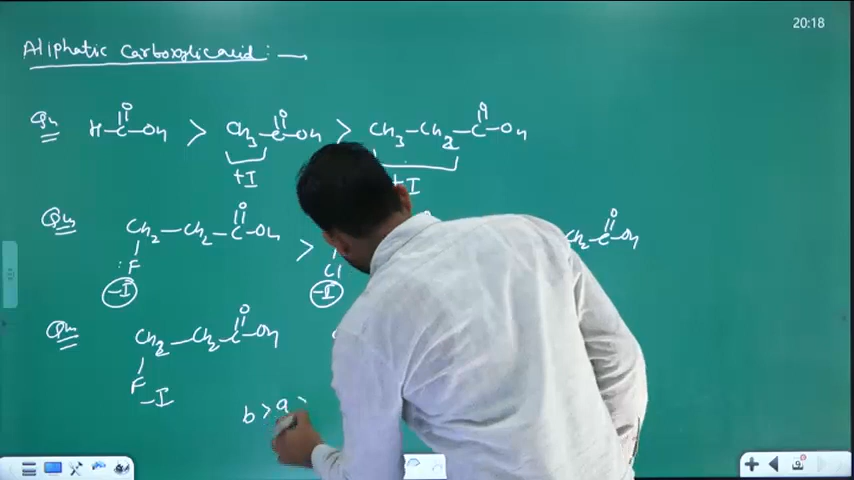 20:18
Aliphatic Carboxylic acid: —
Qn H-C-OH > CH3-C-OH > CH3-CH2-C-OH
O O O
+I +I
Qn CH2-CH2-C-OH > CH2-C-OH
O O
F Cl
-I -I
Qn CH2-CH2-C-OH
O
F
-I
b > a >